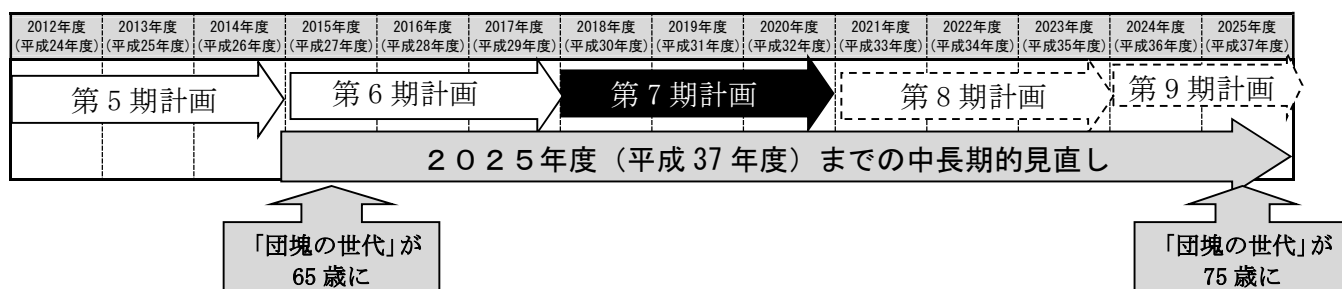 2012年度 2013年度 2014年度 2015年度 2016年度 2017年度 2018年度 2019年度 2020年度 2021年度 2022年度 2023年度 2024年度 2025年度
(平成24年度) (平成25年度) (平成26年度) (平成27年度) (平成28年度) (平成29年度) (平成30年度) (平成31年度) (平成32年度) (平成33年度) (平成34年度) (平成35年度) (平成36年度) (平成37年度)
第5期計画 第6期計画 第7期計画 第8期計画 第9期計画
２０２５年度（平成37年度）までの中長期的見直し
「団塊の世代」が
65歳に
「団塊の世代」が
75歳に